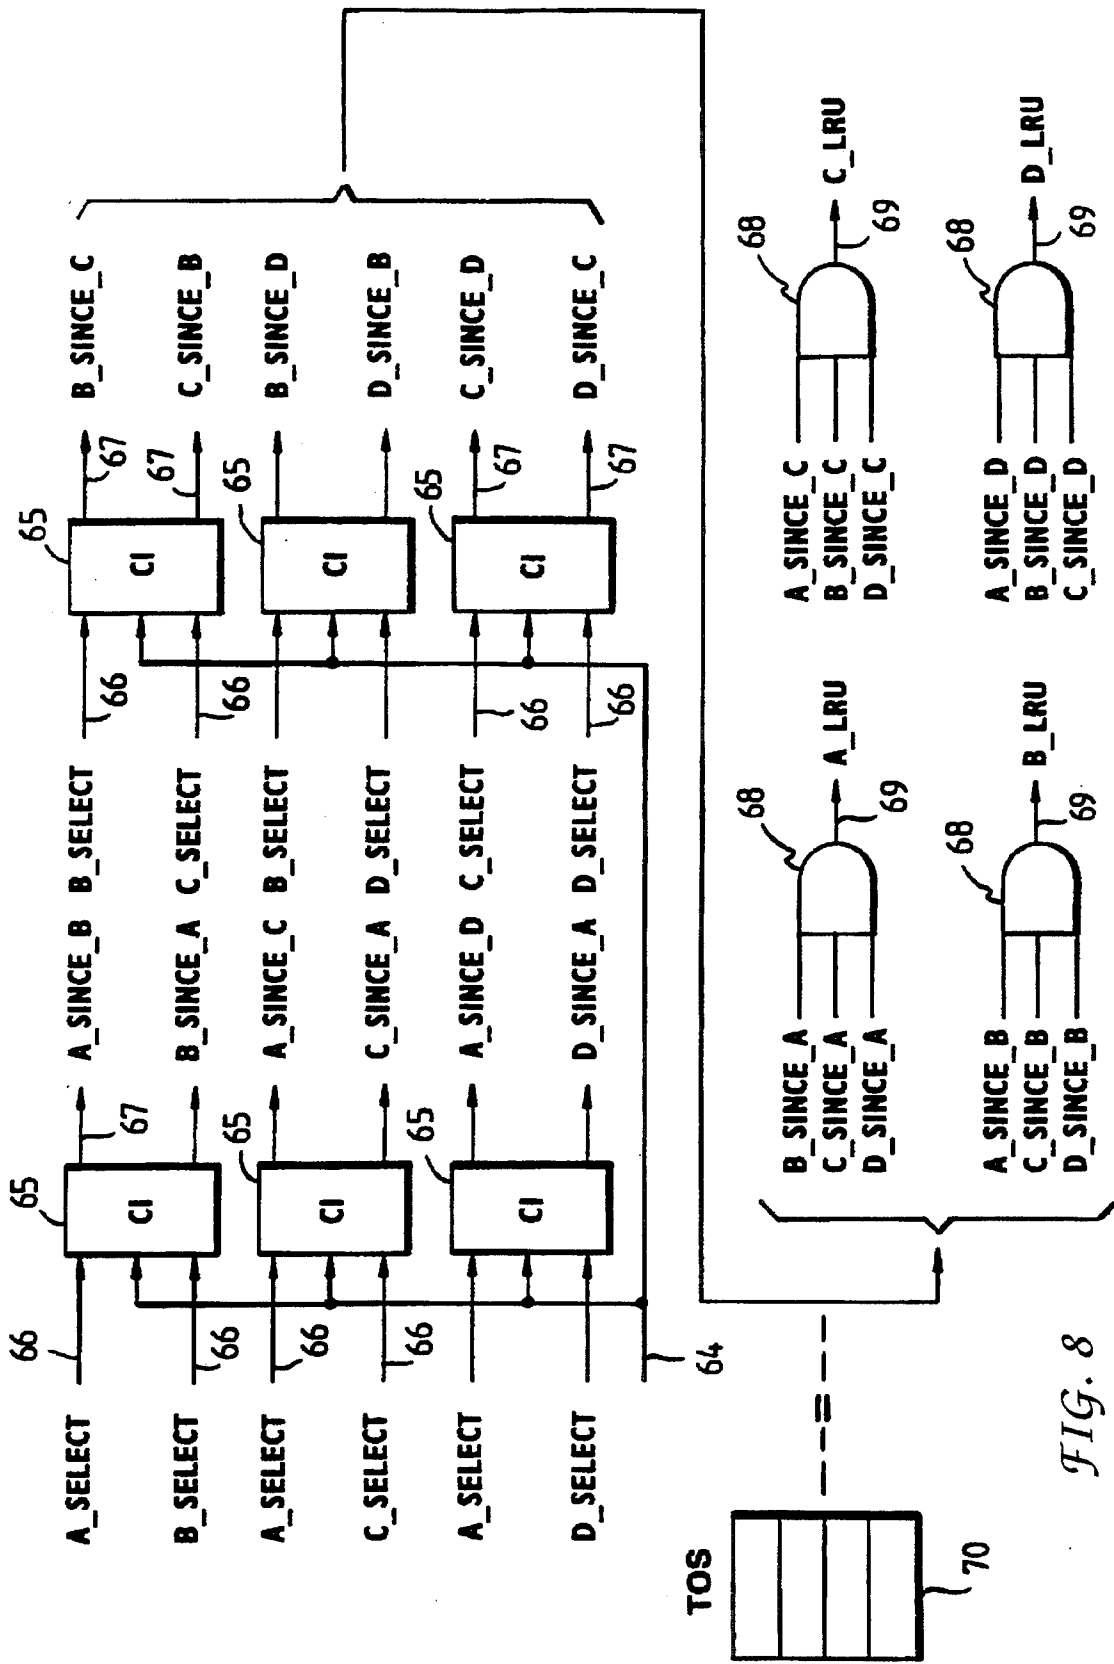 A_SELECT
66
65
CI
67
A_SINCE_B
B_SELECT
66
B_SINCE_A
A_SELECT
66
65
CI
A_SINCE_C
C_SELECT
66
C_SINCE_A
A_SELECT
65
CI
A_SINCE_D
D_SELECT
D_SINCE_A
64
B_SELECT
66
65
CI
67
B_SINCE_C
C_SELECT
66
67
C_SINCE_B
B_SELECT
65
CI
B_SINCE_D
D_SELECT
D_SINCE_B
C_SELECT
66
65
CI
67
C_SINCE_D
D_SELECT
66
67
D_SINCE_C
TOS
70
=
B_SINCE_A
C_SINCE_A
D_SINCE_A
68
69
A_LRU
A_SINCE_C
B_SINCE_C
D_SINCE_C
68
69
C_LRU
A_SINCE_B
C_SINCE_B
D_SINCE_B
68
69
B_LRU
A_SINCE_D
B_SINCE_D
C_SINCE_D
68
69
D_LRU
FIG. 8